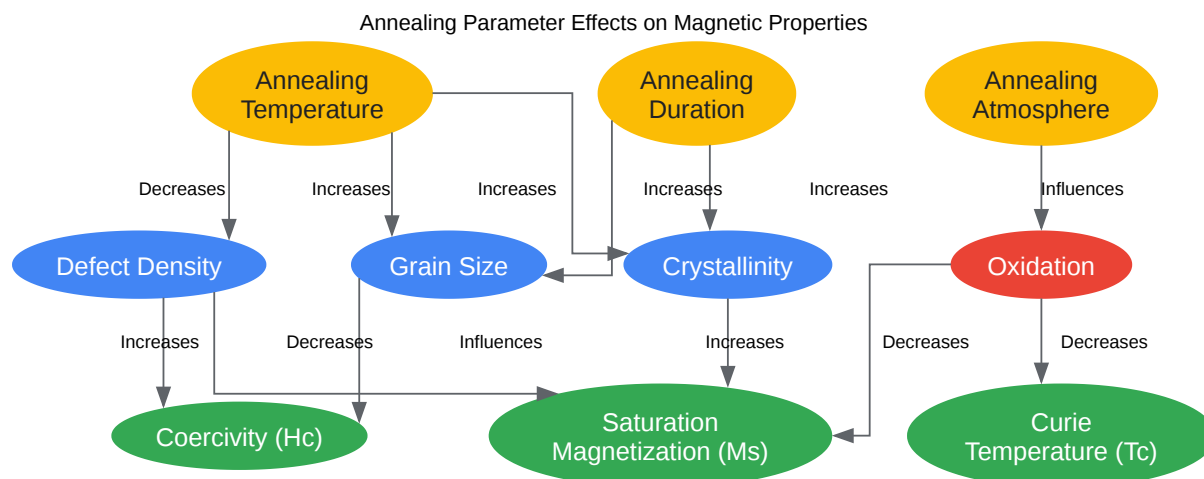 Annealing Parameter Effects on Magnetic Properties
Annealing
Temperature
Annealing
Duration
Annealing
Atmosphere
Decreases
Increases
Increases
Increases
Increases
Influences
Defect Density
Grain Size
Crystallinity
Oxidation
Increases
Decreases
Influences
Increases
Decreases
Decreases
Coercivity (Hc)
Saturation
Magnetization (Ms)
Curie
Temperature (Tc)